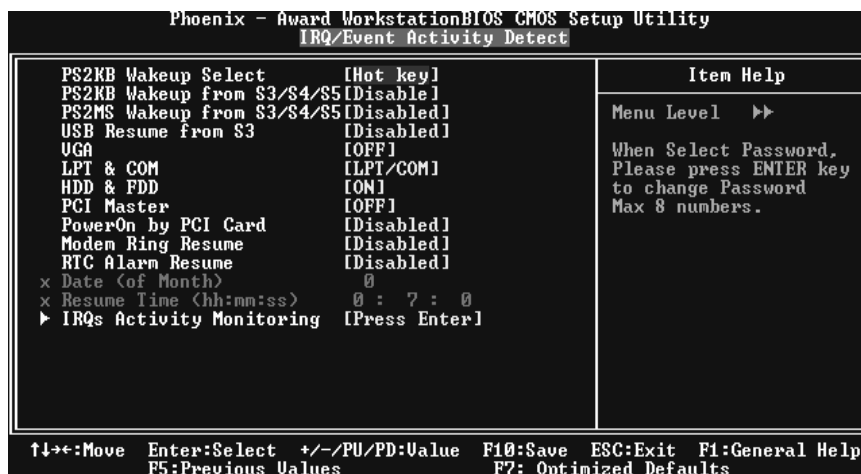 Phoenix - Award WorkstationBIOS CMOS Setup Utility
IRQ/Event Activity Detect
PS2KB Wakeup Select [Hot key]
PS2KB Wakeup from S3/S4/S5[Disable]
PS2MS Wakeup from S3/S4/S5[Disabled]
USB Resume from S3 [Disabled]
VGA [OFF]
LPT & COM [LPT/COM]
HDD & FDD [ON]
PCI Master [OFF]
PowerOn by PCI Card [Disabled]
Modem Ring Resume [Disabled]
RTC Alarm Resume [Disabled]
x Date (of Month) 0
x Resume Time (hh:mm:ss) 0 : 7 : 0
► IRQs Activity Monitoring [Press Enter]
Item Help
Menu Level ►►
When Select Password,
Please press ENTER key
to change Password
Max 8 numbers.
↑↓→←:Move Enter:Select +/-/PU/PD:Value F10:Save ESC:Exit F1:General Help
F5:Previous Values F7: Optimized Defaults